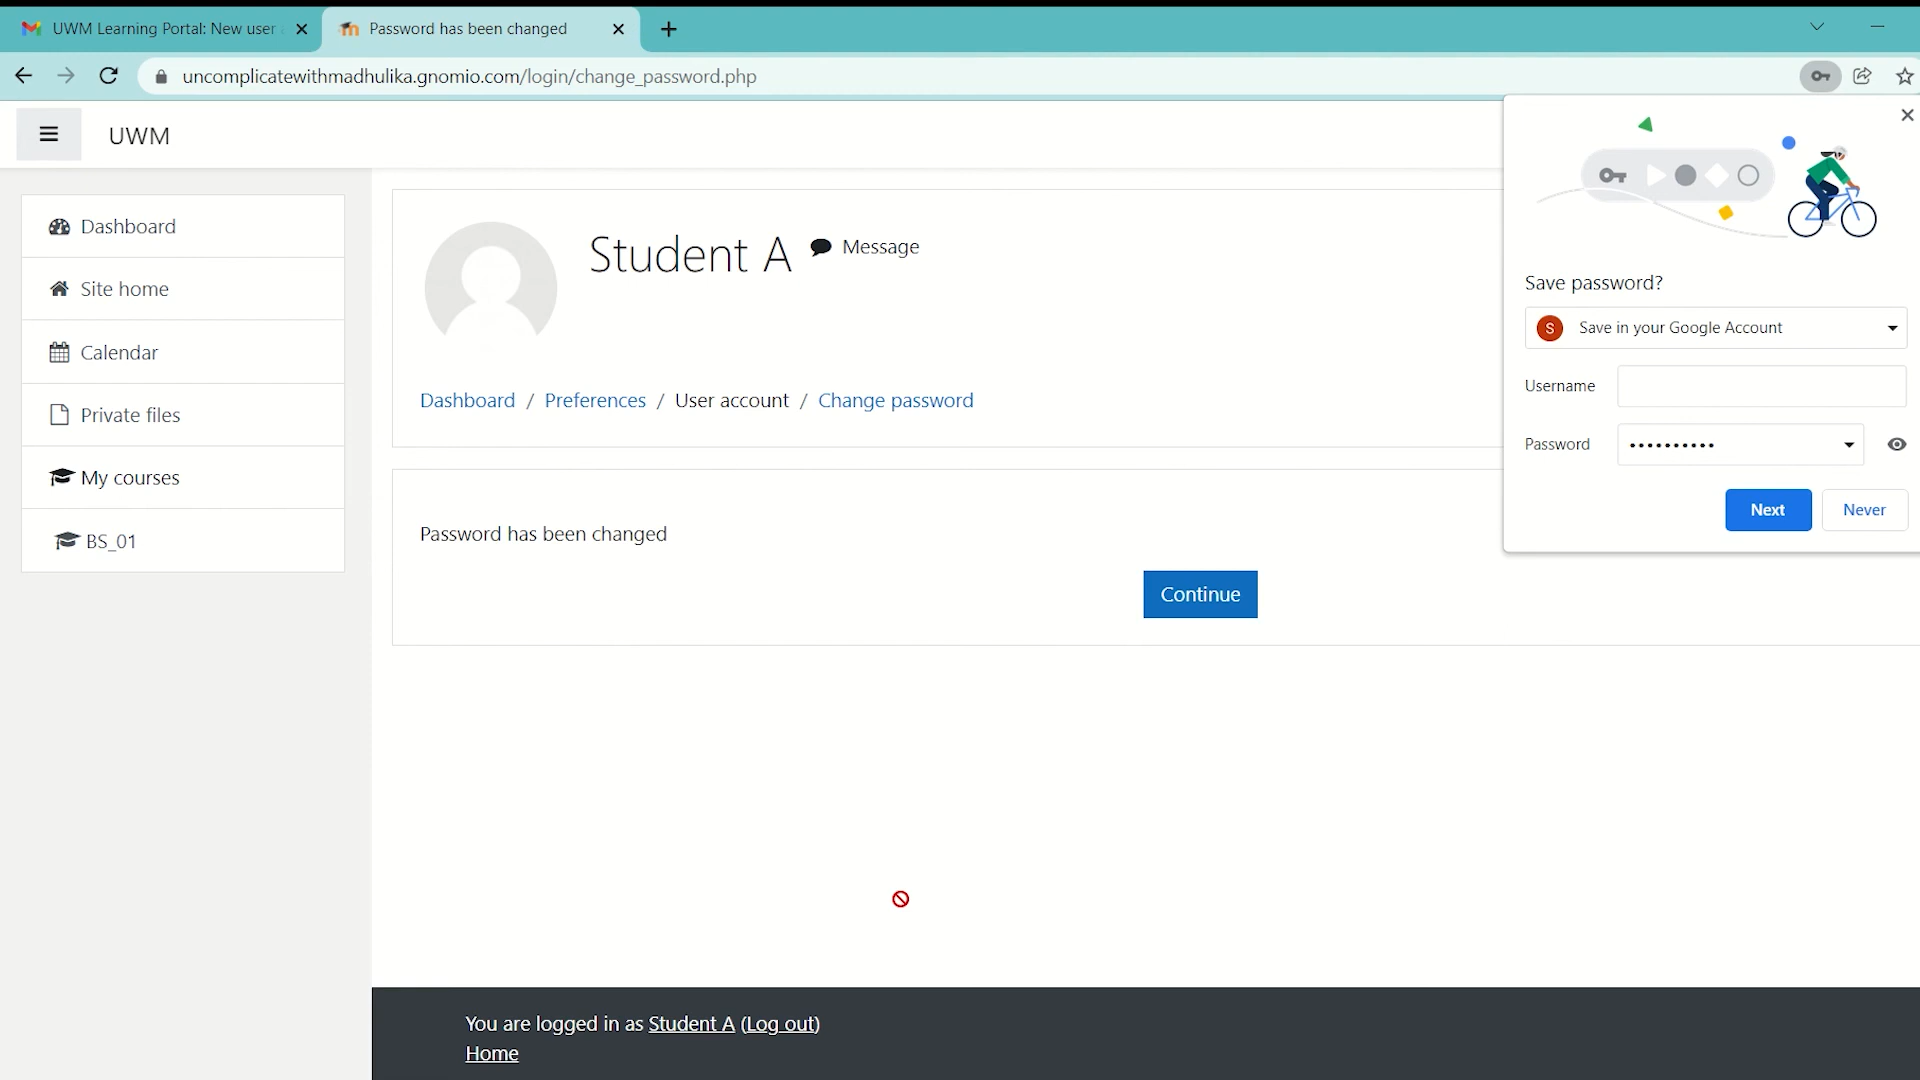 UWM Learning Portal: New user
Password has been changed
uncomplicatewithmadhulika.gnomio.com/login/change_password.php
UWM
Dashboard
Site home
Calendar
Private files
My courses
BS_01
Student A
Message
Dashboard / Preferences / User account / Change password
Password has been changed
Continue
Save password?
S
Save in your Google Account
Username
Password
Next
Never
You are logged in as Student A (Log out)
Home